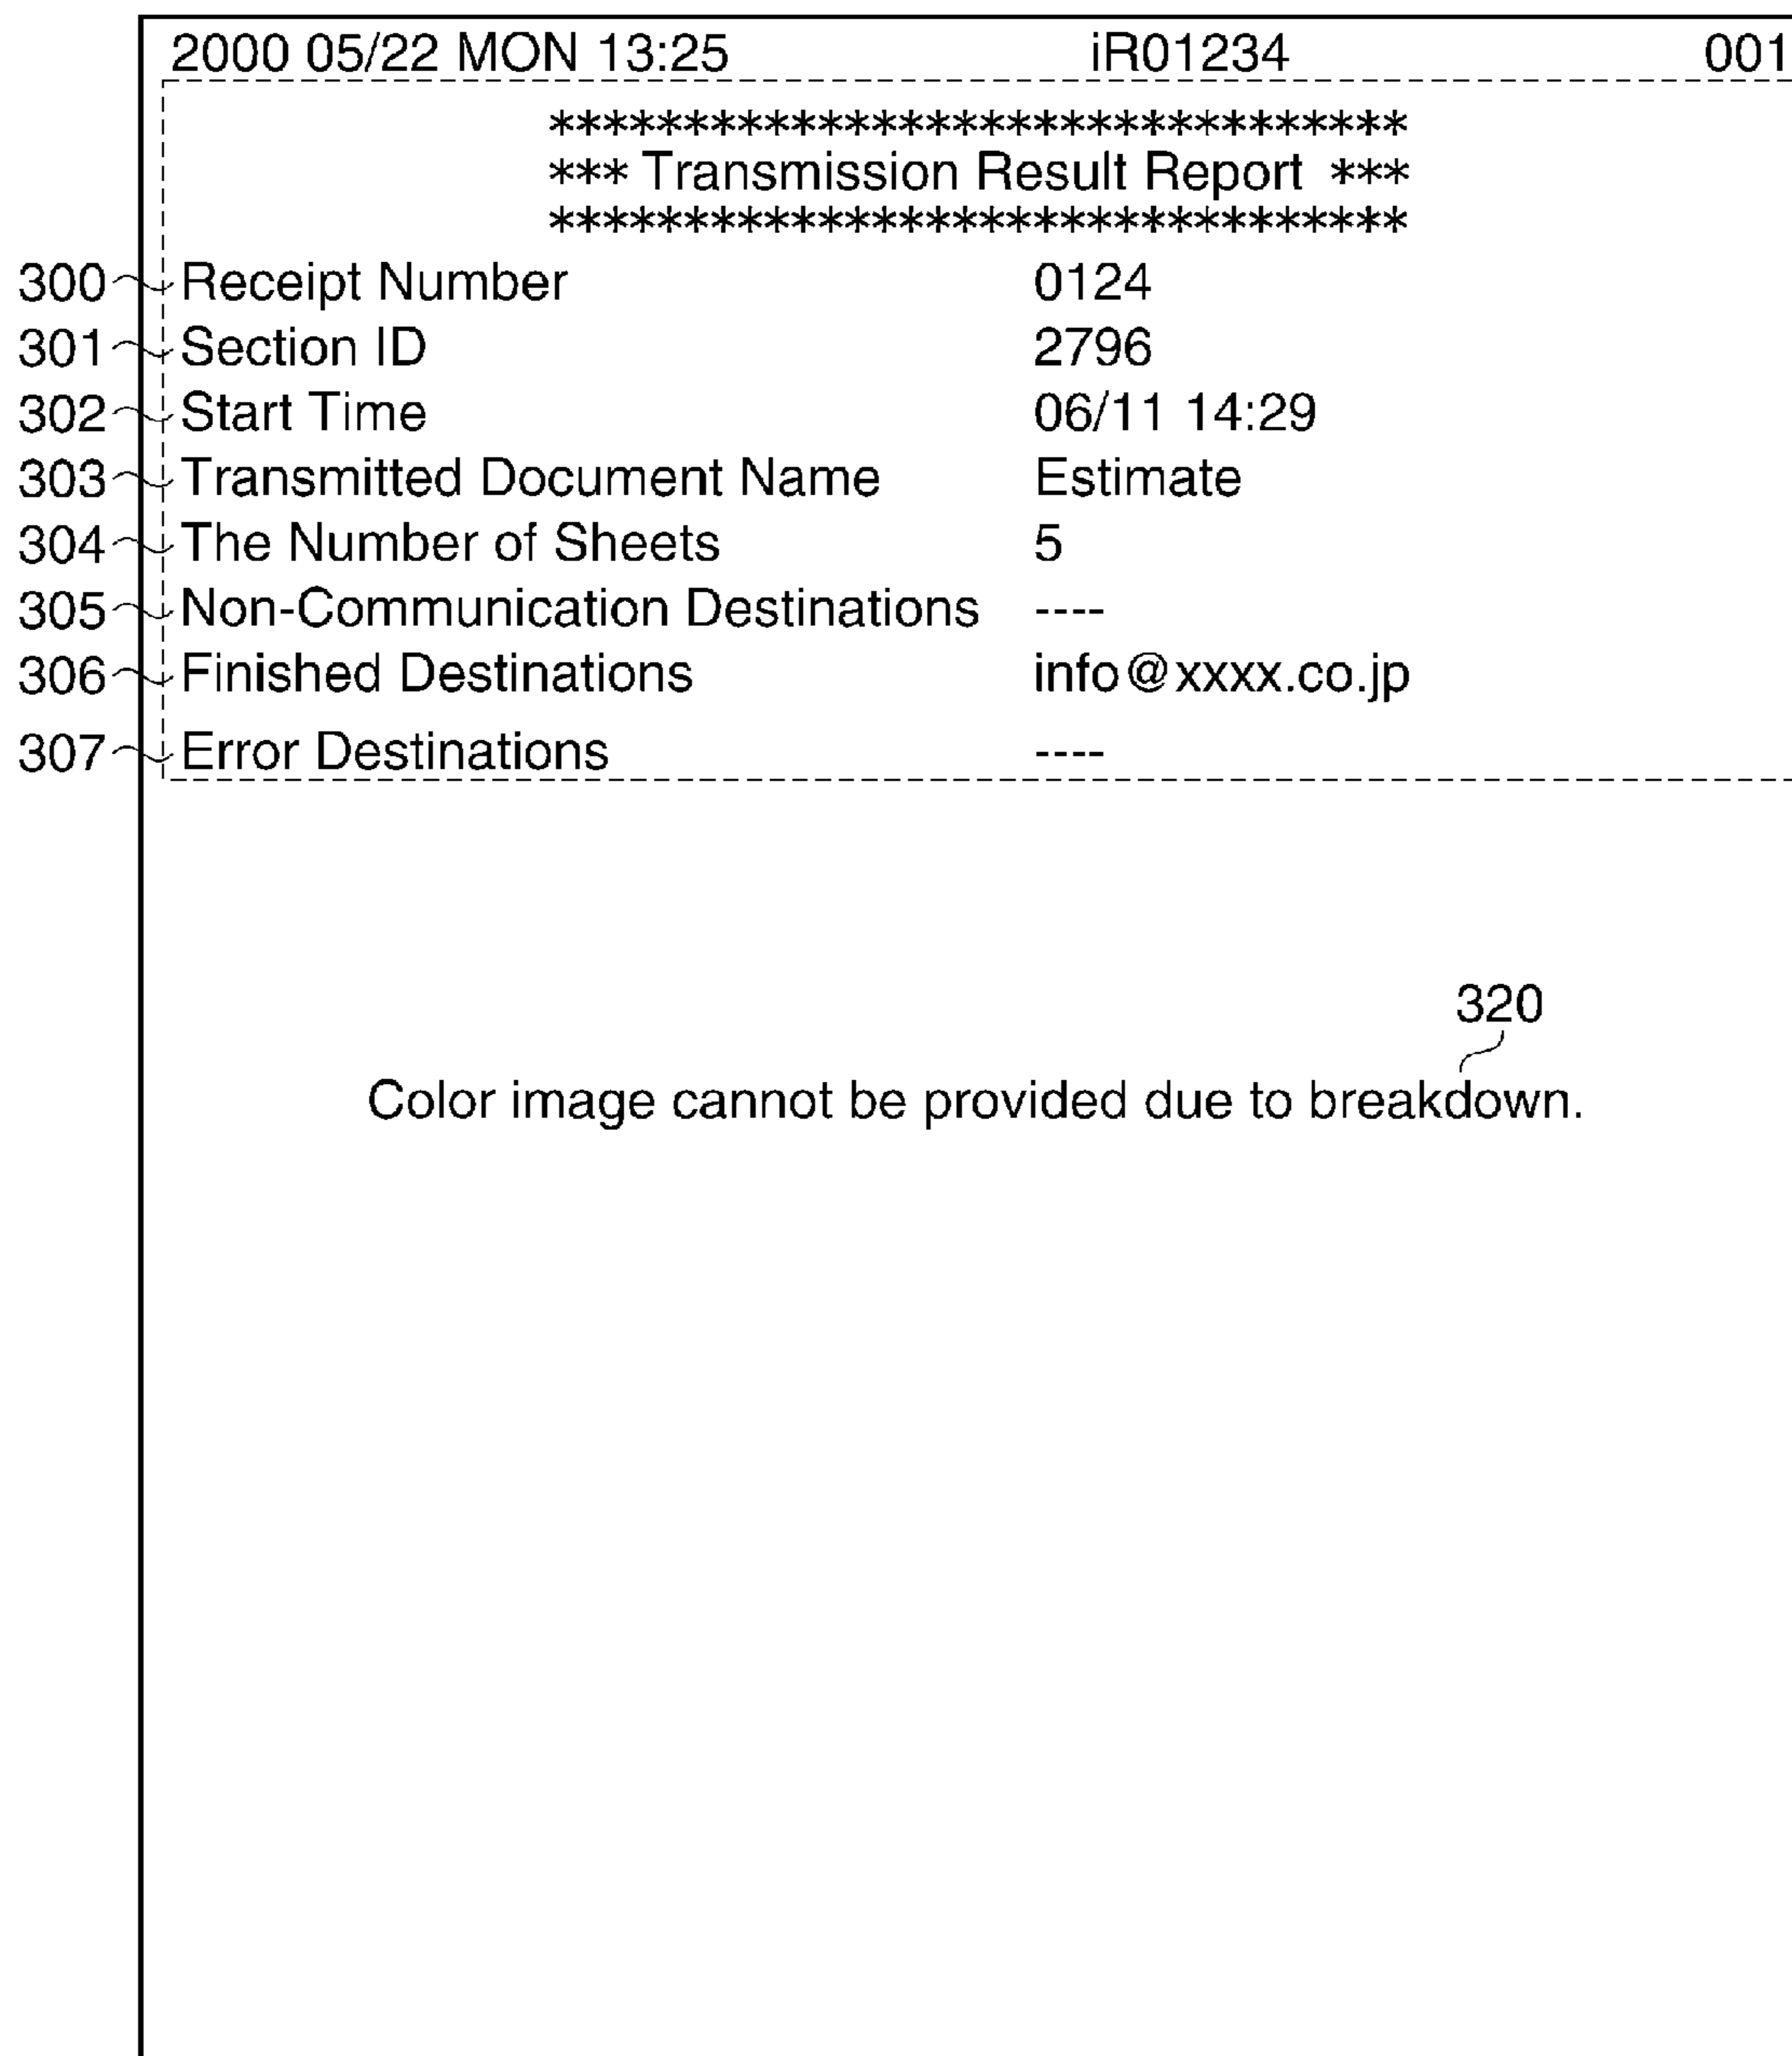 2000 05/22 MON 13:25 iR01234 001
********************************
*** Transmission Result Report ***
********************************
300 Receipt Number 0124
301 Section ID 2796
302 Start Time 06/11 14:29
303 Transmitted Document Name Estimate
304 The Number of Sheets 5
305 Non-Communication Destinations ----
306 Finished Destinations info@xxxx.co.jp
307 Error Destinations ----
320
Color image cannot be provided due to breakdown.